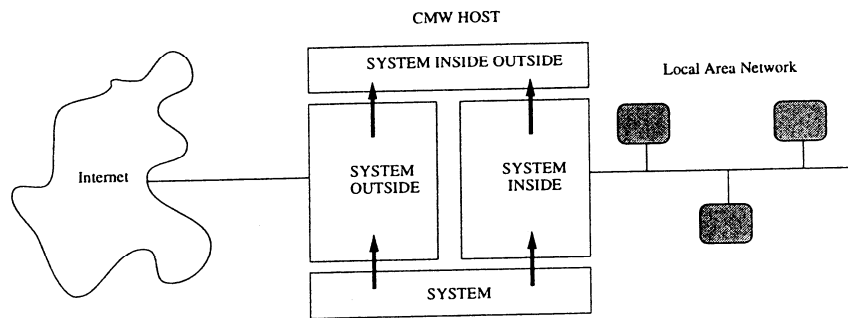 CMW HOST
SYSTEM INSIDE OUTSIDE
Local Area Network
Internet
SYSTEM
OUTSIDE
SYSTEM
INSIDE
SYSTEM